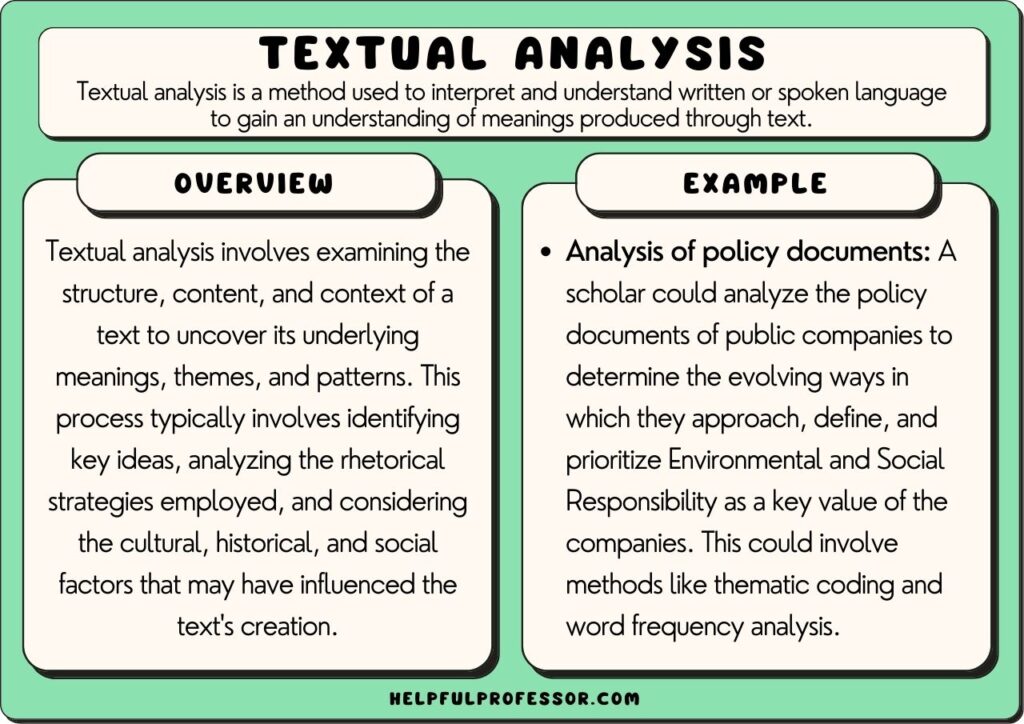 TEXTUAL ANALYSIS
Textual analysis is a method used to interpret and understand written or spoken language
to gain an understanding of meanings produced through text.
OVERVIEW
Textual analysis involves examining the
structure, content, and context of a
text to uncover its underlying
meanings, themes, and patterns. This
process typically involves identifying
key ideas, analyzing the rhetorical
strategies employed, and considering
the cultural, historical, and social
factors that may have influenced the
text's creation.
EXAMPLE
• Analysis of policy documents: A
scholar could analyze the policy
documents of public companies to
determine the evolving ways in
which they approach, define, and
prioritize Environmental and Social
Responsibility as a key value of the
companies. This could involve
methods like thematic coding and
word frequency analysis.
HELPFULPROFESSOR.COM